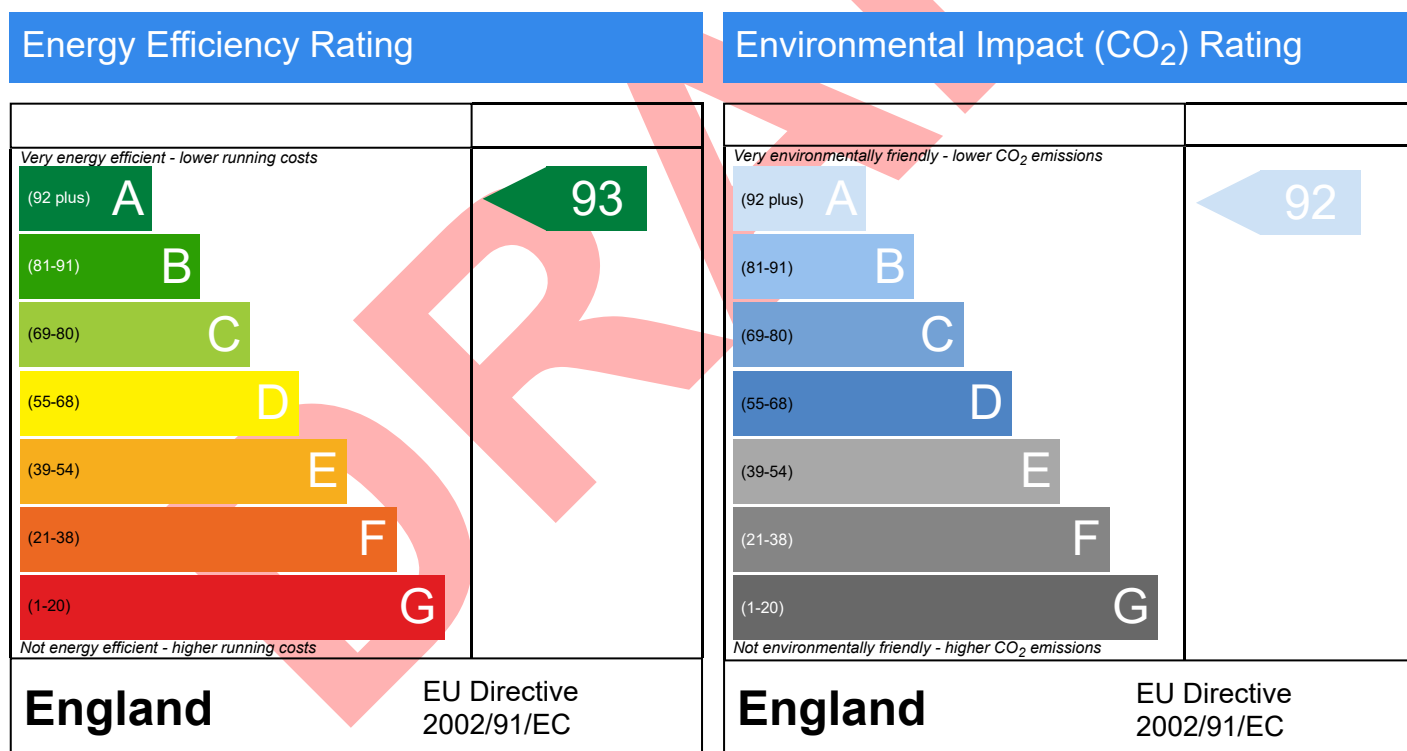 Energy Efficiency Rating
Very energy efficient - lower running costs
(92 plus) A
93
(81-91) B
(69-80) C
(55-68) D
(39-54) E
(21-38) F
(1-20) G
Not energy efficient - higher running costs
England
EU Directive
2002/91/EC
Environmental Impact (CO₂) Rating
Very environmentally friendly - lower CO₂ emissions
(92 plus) A
92
(81-91) B
(69-80) C
(55-68) D
(39-54) E
(21-38) F
(1-20) G
Not environmentally friendly - higher CO₂ emissions
England
EU Directive
2002/91/EC
DRA